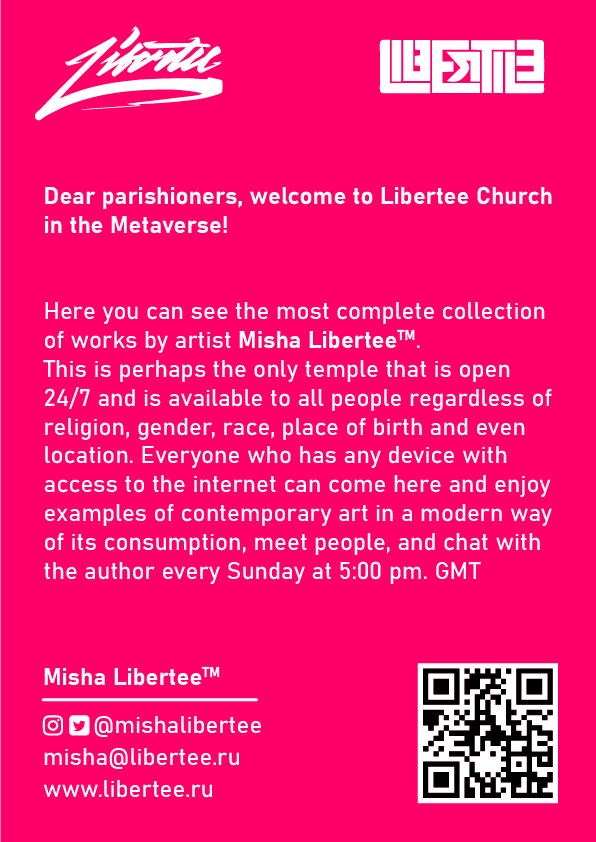 Libertee
LIBERTEE
Dear parishioners, welcome to Libertee Church
in the Metaverse!
Here you can see the most complete collection
of works by artist Misha Libertee™.
This is perhaps the only temple that is open
24/7 and is available to all people regardless of
religion, gender, race, place of birth and even
location. Everyone who has any device with
access to the internet can come here and enjoy
examples of contemporary art in a modern way
of its consumption, meet people, and chat with
the author every Sunday at 5:00 pm. GMT
Misha Libertee™
@mishalibertee
misha@libertee.ru
www.libertee.ru